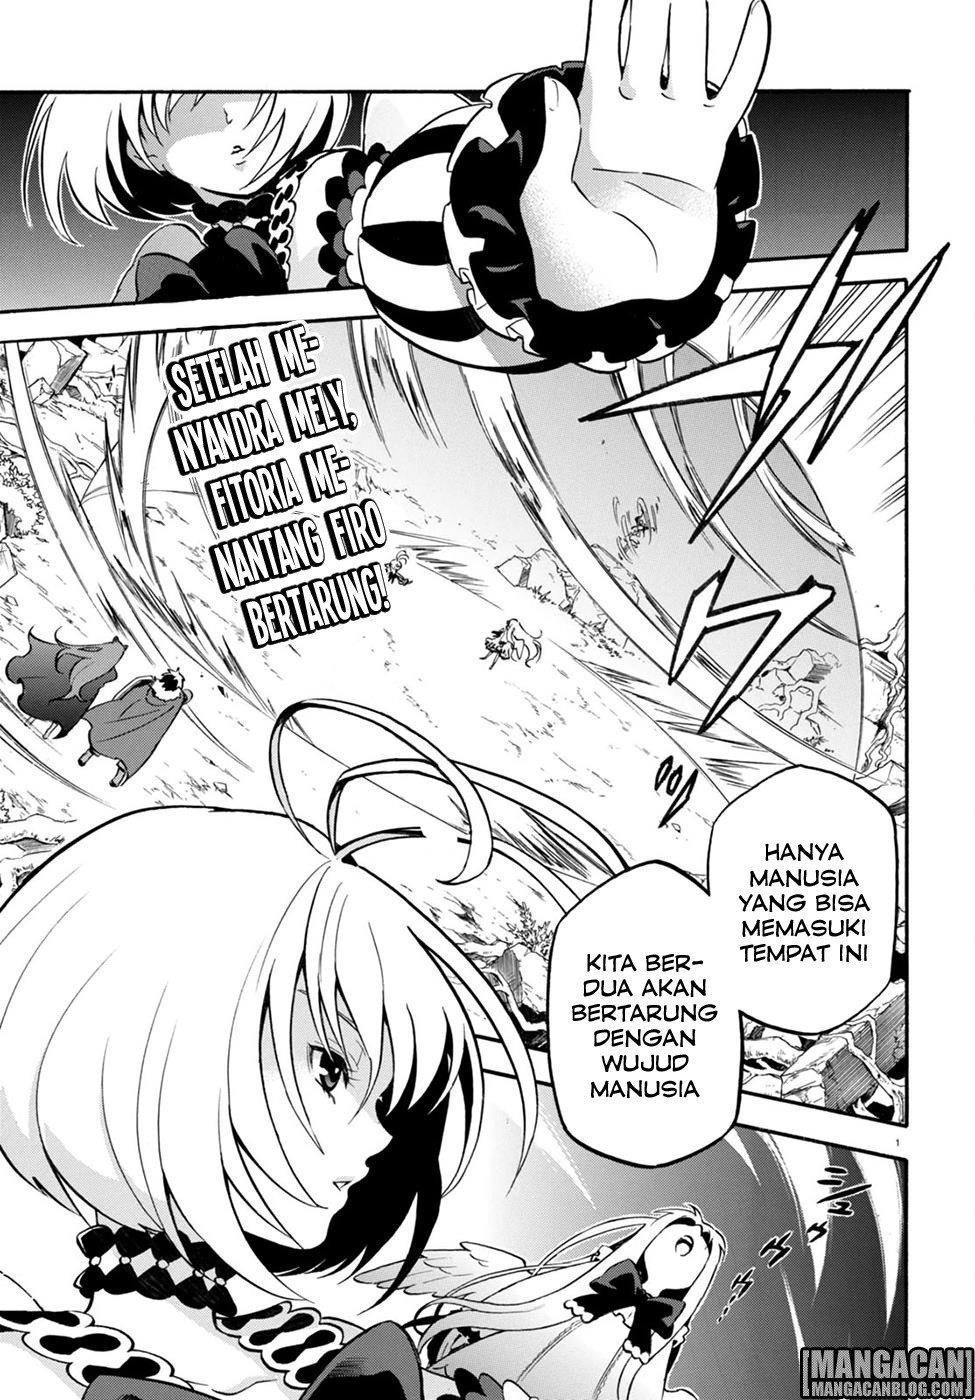 SETELAH ME-
NYANDRA MELY,
FITORIA ME-
NANTANG FIRO
BERTARUNG!
HANYA
MANUSIA
YANG BISA
MEMASUKI
TEMPAT INI
KITA BER-
DUA AKAN
BERTARUNG
DENGAN
WUJUD
MANUSIA
1
[MANGACAN]
MANGACANBLOG.COM